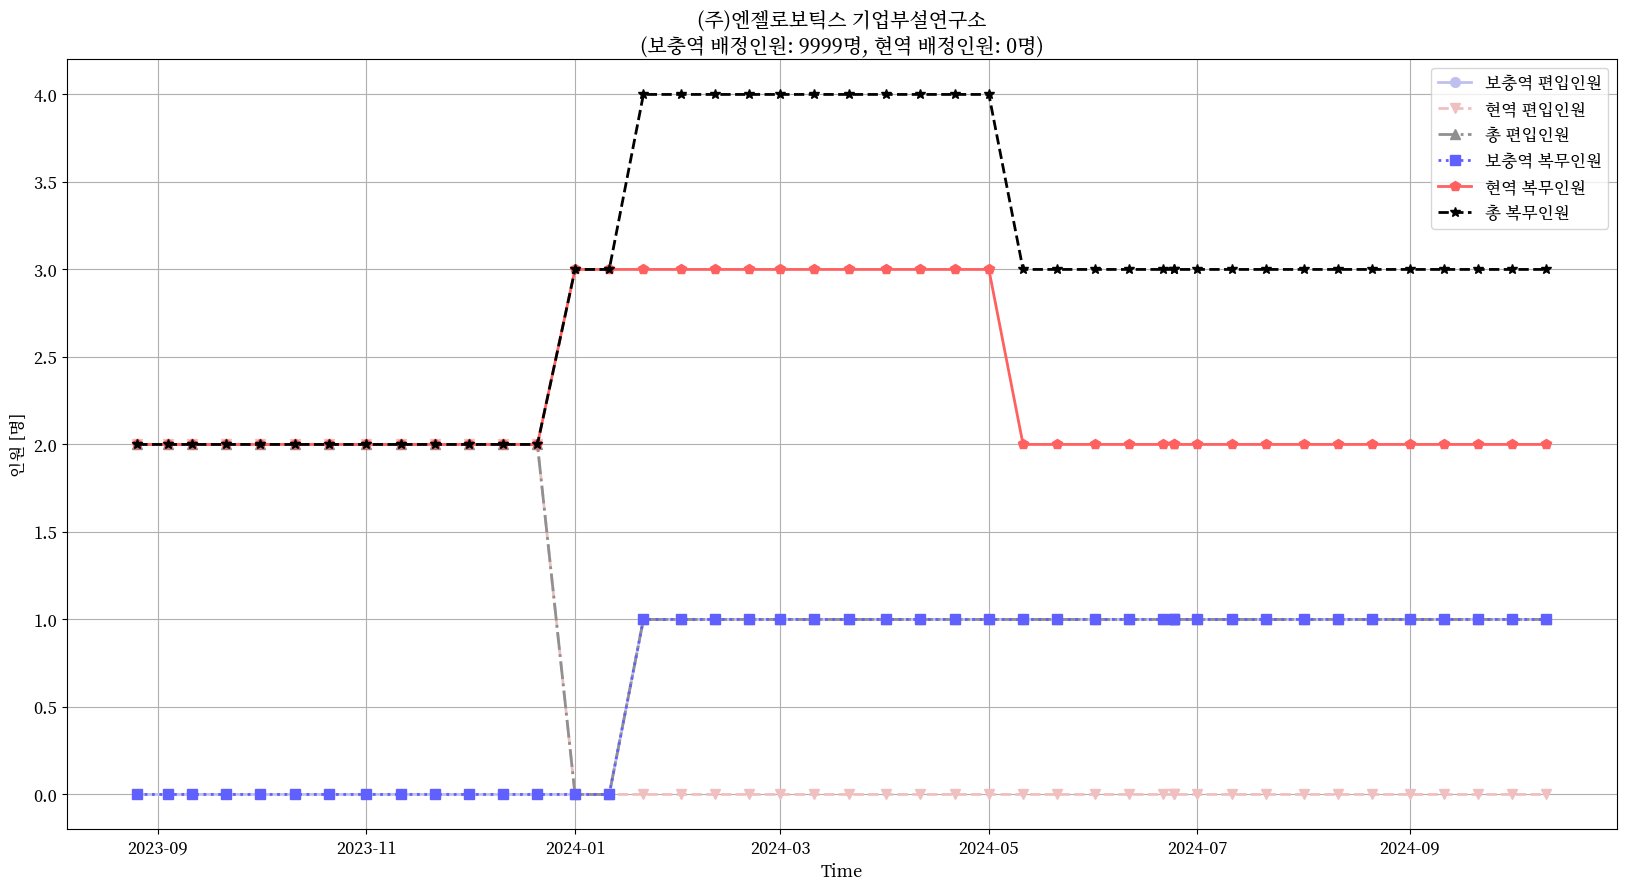 (주)엔젤로보틱스 기업부설연구소
(보충역 배정인원: 9999명, 현역 배정인원: 0명)
보충역 편입인원
현역 편입인원
총 편입인원
보충역 복무인원
현역 복무인원
총 복무인원
인원 [명]
4.0
3.5
3.0
2.5
2.0
1.5
1.0
0.5
0.0
2023-09
2023-11
2024-01
2024-03
2024-05
2024-07
2024-09
Time